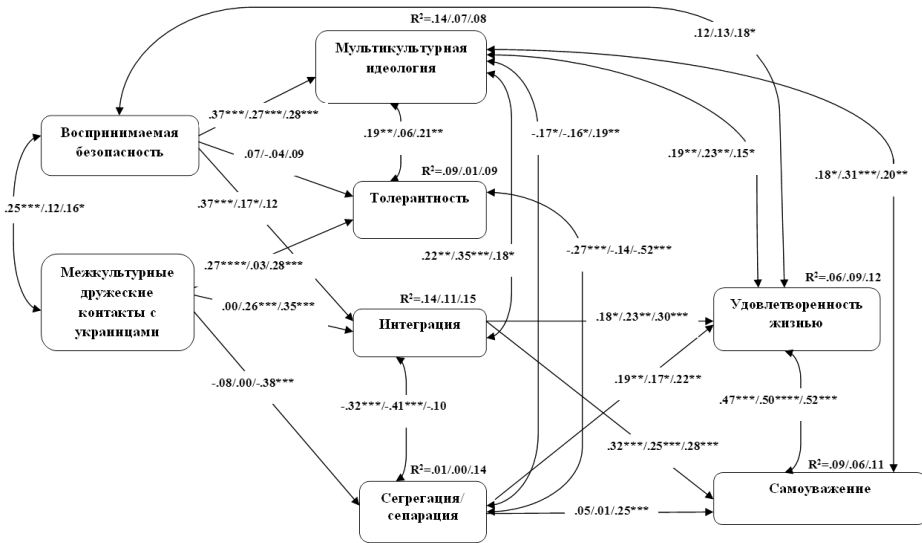 R²=.14/.07/.08
.12/.13/.18*
Мультикультурная
идеология
.37***/.27***/.28***
-.17*/-.16*/.19**
Воспринимаемая
безопасность
.19**/.06/.21**
.19**/.23**/.15*
.07/-.04/.09
R²=.09/.01/.09
.18*/.31***/.20**
Толерантность
.25***/.12/.16*
.37***/.17*/.12
-.27***/-.14/-.52***
.27****/.03/.28***
.22**/.35***/.18*
Межкультурные
дружеские
контакты с
украинцами
R²=.06/.09/.12
.00/.26***/.35***
R²=.14/.11/.15
Удовлетворенность
жизнью
Интеграция
.18*/.23**/.30***
-.08/.00/-.38***
.19**/.17*/.22**
-.32***/-.41***/-.10
.47***/.50****/.52***
.32***/.25***/.28***
R²=.01/.00/.14
R²=.09/.06/.11
Сегрегация/
сепарация
Самоуважение
.05/.01/.25***